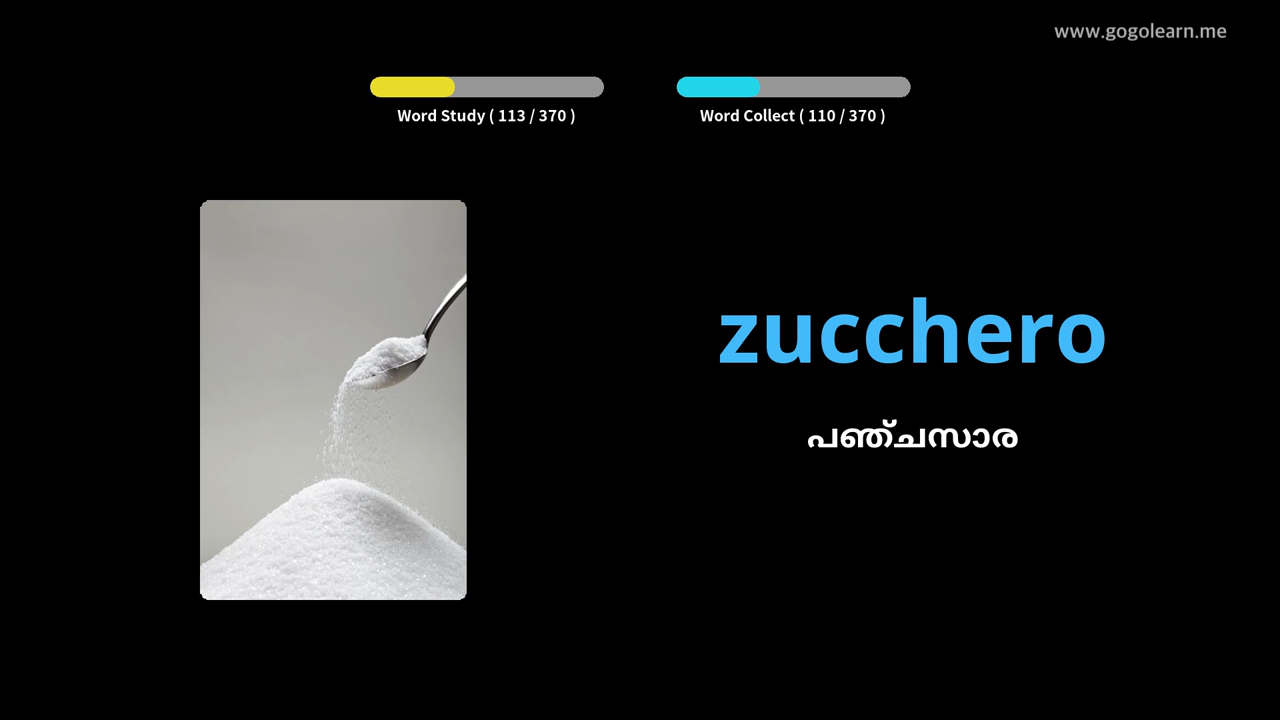 www.gogolearn.me
Word Study ( 113 / 370 )
Word Collect ( 110 / 370 )
zucchero
പഞ്ചസാര